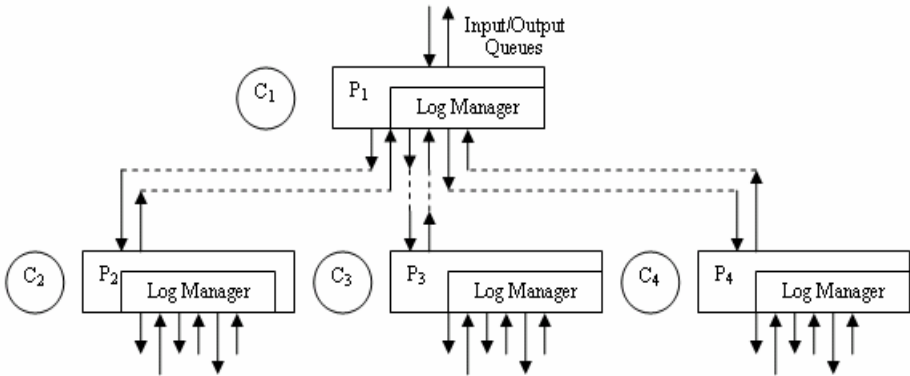 Input/Output
Queues
C1
P1
Log Manager
C2
P2
Log Manager
C3
P3
Log Manager
C4
P4
Log Manager